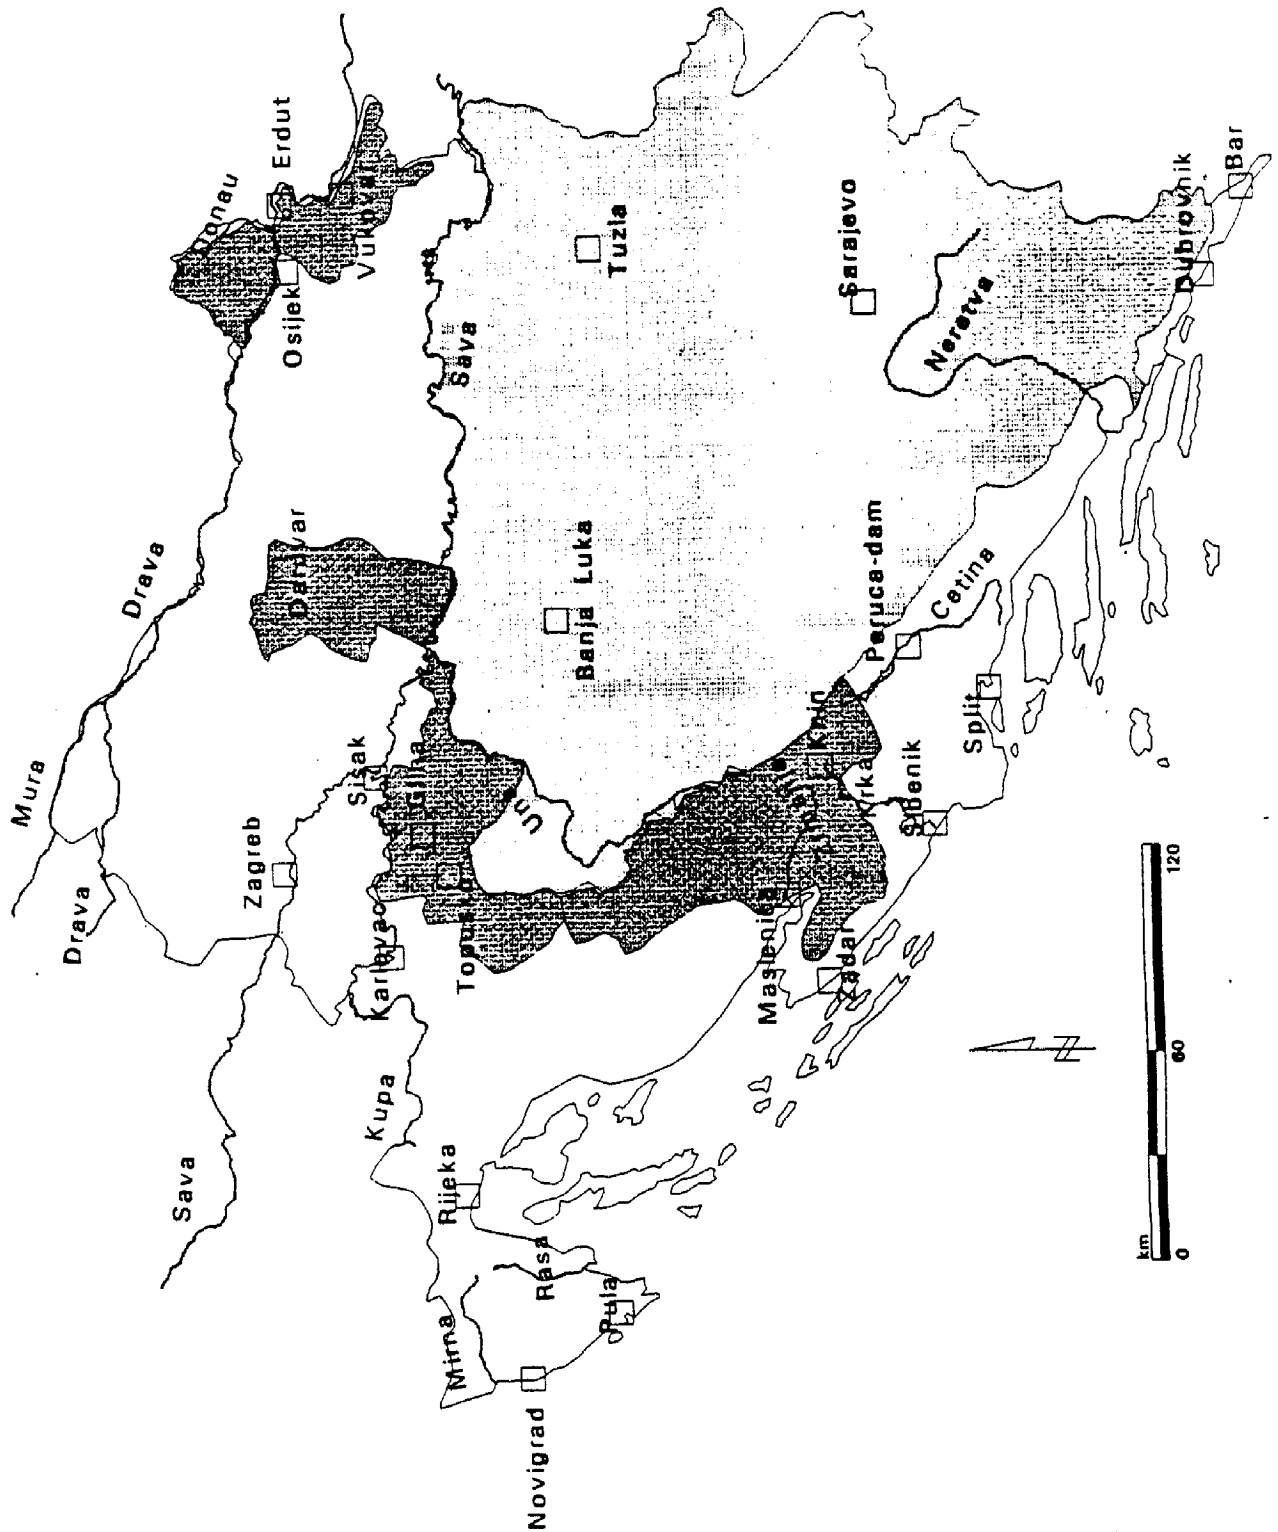 Mura
Drava
Drava
Zagreb
Sava
Donau
Erdut
Osijek
Vukovar
Daruvar
Sisak
Glina
Karlovac
Topusko
Kupa
Rijeka
Sava
Una
Banja Luka
Tuzla
Mirna
Rasa
Pula
Novigrad
Sarajevo
Neretva
Peruca-dam
Cetina
Knin
Krka
Maslenica
Zadar
Sibenik
Split
Dubrovnik
Bar
N
km
0
60
120